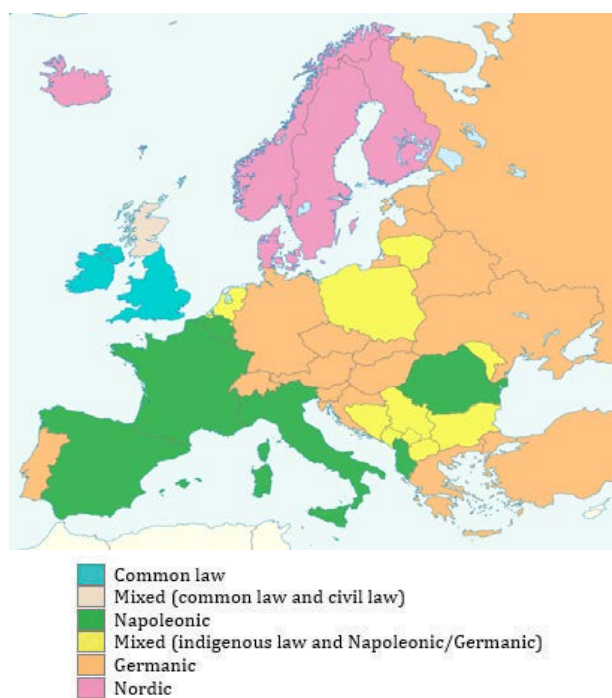 Common law
Mixed (common law and civil law)
Napoleonic
Mixed (indigenous law and Napoleonic/Germanic)
Germanic
Nordic